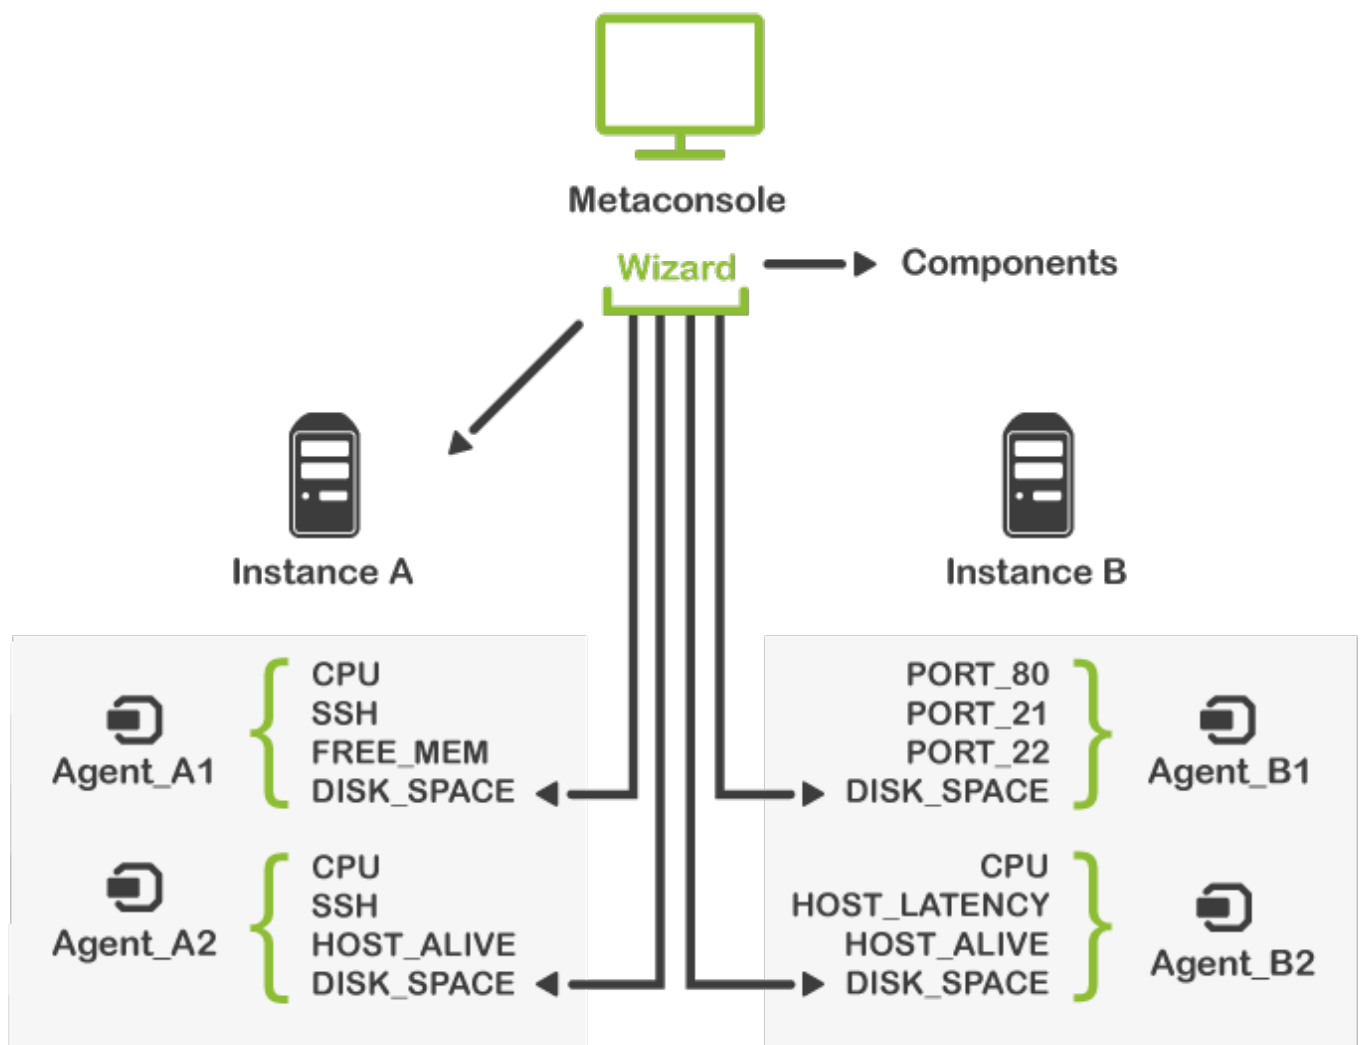 Metaconsole
Wizard
Components
Instance A
Instance B
CPU
SSH
FREE_MEM
DISK_SPACE
Agent_A1
PORT_80
PORT_21
PORT_22
DISK_SPACE
Agent_B1
CPU
SSH
HOST_ALIVE
DISK_SPACE
Agent_A2
CPU
HOST_LATENCY
HOST_ALIVE
DISK_SPACE
Agent_B2